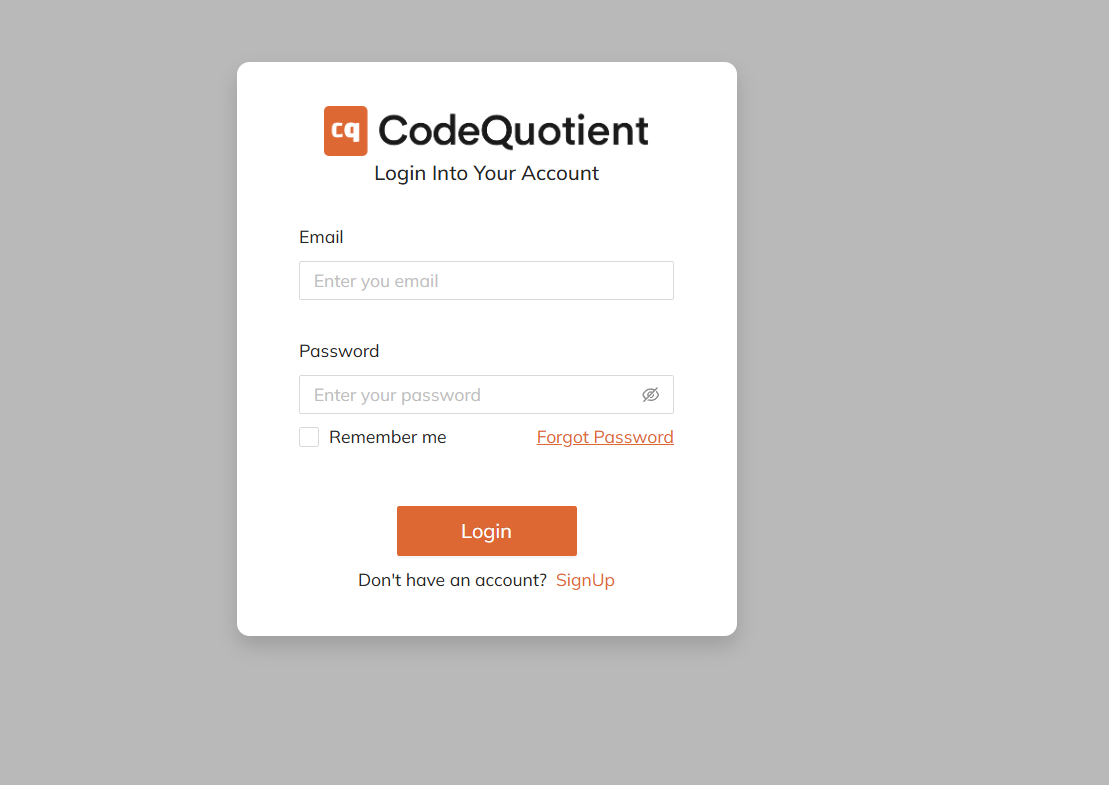 cq CodeQuotient
Login Into Your Account
Email
Enter you email
Password
Enter your password
Remember me Forgot Password
Login
Don't have an account? SignUp